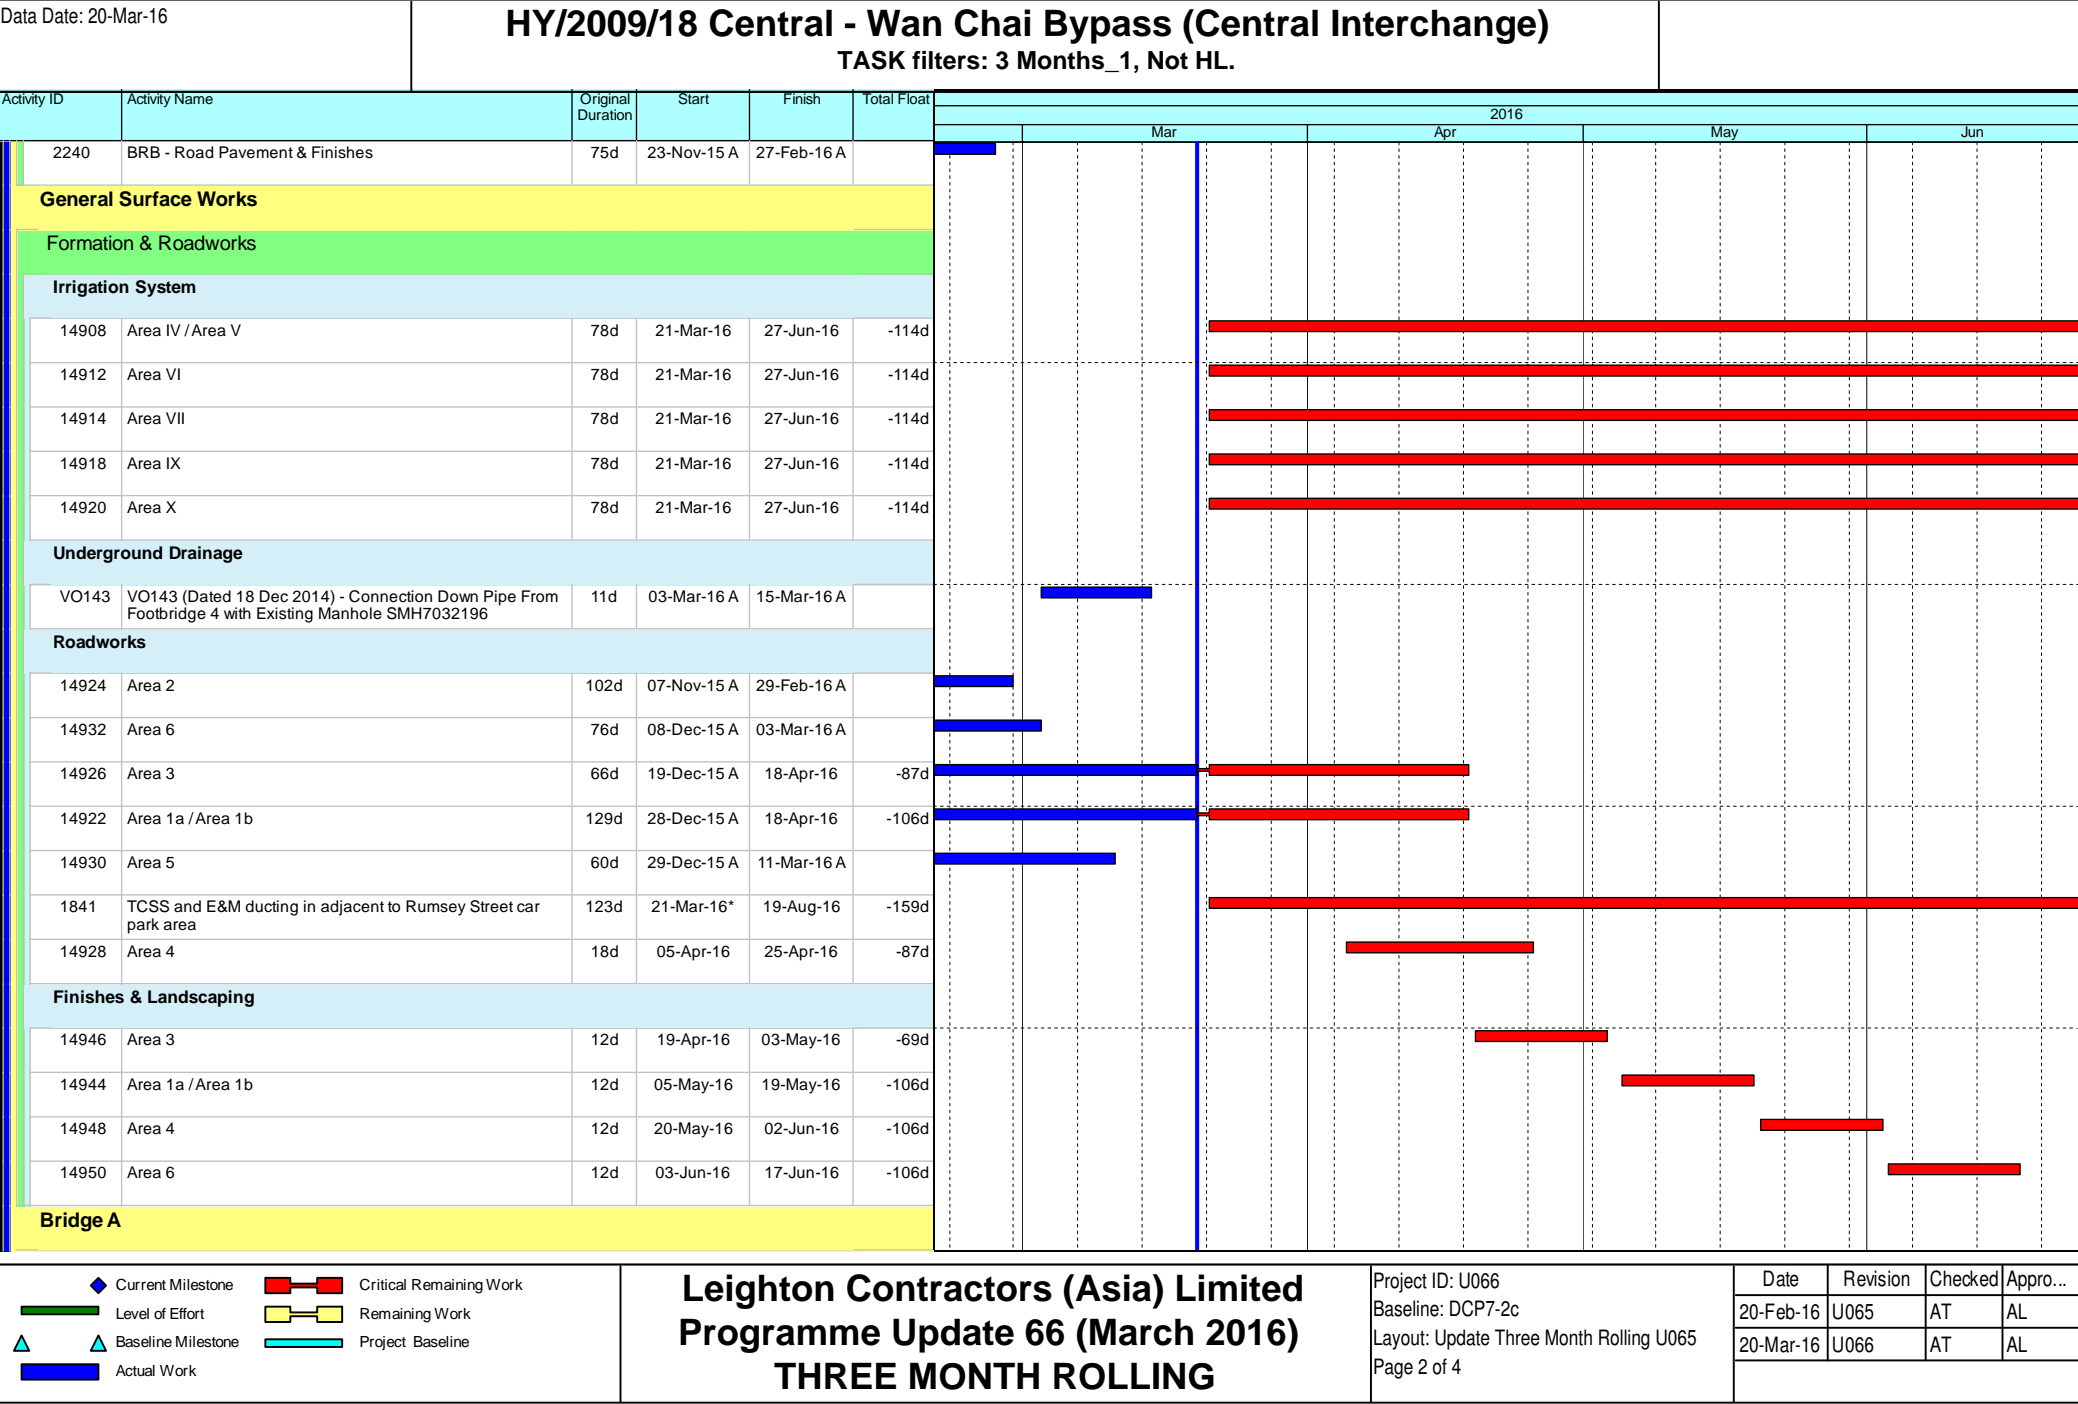 Data Date: 20-Mar-16
HY/2009/18 Central - Wan Chai Bypass (Central Interchange)
TASK filters: 3 Months_1, Not HL.
Activity ID Activity Name Original Duration Start Finish Total Float
2016
Mar Apr May Jun
2240 BRB - Road Pavement & Finishes 75d 23-Nov-15 A 27-Feb-16 A
General Surface Works
Formation & Roadworks
Irrigation System
14908 Area IV / Area V 78d 21-Mar-16 27-Jun-16 -114d
14912 Area VI 78d 21-Mar-16 27-Jun-16 -114d
14914 Area VII 78d 21-Mar-16 27-Jun-16 -114d
14918 Area IX 78d 21-Mar-16 27-Jun-16 -114d
14920 Area X 78d 21-Mar-16 27-Jun-16 -114d
Underground Drainage
VO143 VO143 (Dated 18 Dec 2014) - Connection Down Pipe From 11d 03-Mar-16 A 15-Mar-16 A
Footbridge 4 with Existing Manhole SMH7032196
Roadworks
14924 Area 2 102d 07-Nov-15 A 29-Feb-16 A
14932 Area 6 76d 08-Dec-15 A 03-Mar-16 A
14926 Area 3 66d 19-Dec-15 A 18-Apr-16 -87d
14922 Area 1a / Area 1b 129d 28-Dec-15 A 18-Apr-16 -106d
14930 Area 5 60d 29-Dec-15 A 11-Mar-16 A
1841 TCSS and E&M ducting in adjacent to Rumsey Street car 123d 21-Mar-16* 19-Aug-16 -159d
park area
14928 Area 4 18d 05-Apr-16 25-Apr-16 -87d
Finishes & Landscaping
14946 Area 3 12d 19-Apr-16 03-May-16 -69d
14944 Area 1a / Area 1b 12d 05-May-16 19-May-16 -106d
14948 Area 4 12d 20-May-16 02-Jun-16 -106d
14950 Area 6 12d 03-Jun-16 17-Jun-16 -106d
Bridge A
Current Milestone Critical Remaining Work
Level of Effort Remaining Work
Baseline Milestone Project Baseline
Actual Work
Leighton Contractors (Asia) Limited
Programme Update 66 (March 2016)
THREE MONTH ROLLING
Project ID: U066
Baseline: DCP7-2c
Layout: Update Three Month Rolling U065
Page 2 of 4
Date Revision Checked Appro...
20-Feb-16 U065 AT AL
20-Mar-16 U066 AT AL